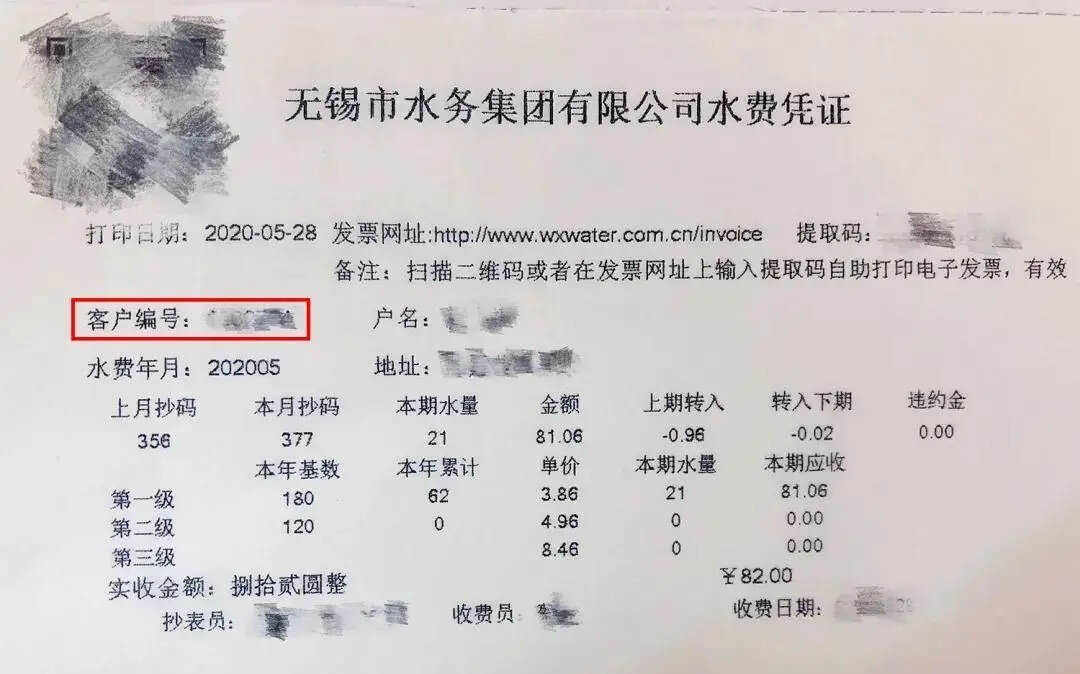 无锡市水务集团有限公司水费凭证
打印日期：2020-05-28 发票网址:http://www.wxwater.com.cn/invoice 提取码：
备注：扫描二维码或者在发票网址上输入提取码自助打印电子发票，有效
客户编号： 户名：
水费年月：202005 地址：
上月抄码 本月抄码 本期水量 金额 上期转入 转入下期 违约金
356 377 21 81.06 -0.96 -0.02 0.00
本年基数 本年累计 单价 本期水量 本期应收
第一级 180 62 3.86 21 81.06
第二级 120 0 4.96 0 0.00
第三级 8.46 0 0.00
实收金额：捌拾贰圆整 ￥82.00
抄表员： 收费员： 收费日期：